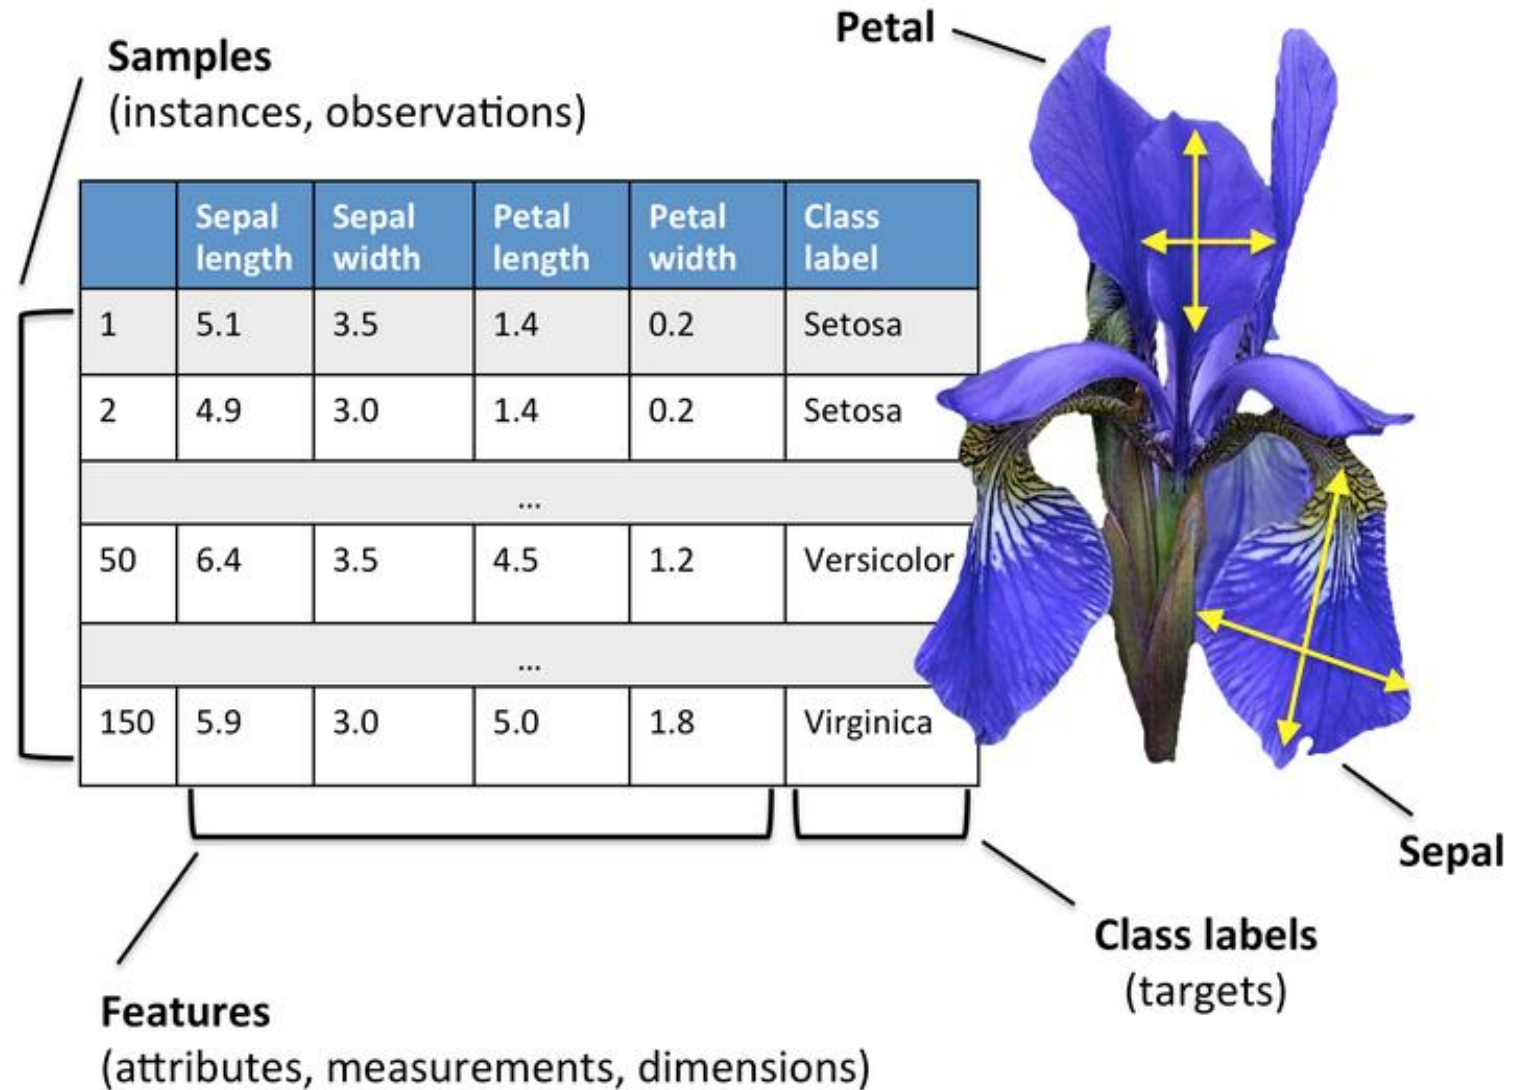 Petal
Samples
(instances, observations)
Sepal length Sepal width Petal length Petal width Class label
1 5.1 3.5 1.4 0.2 Setosa
2 4.9 3.0 1.4 0.2 Setosa
...
50 6.4 3.5 4.5 1.2 Versicolor
...
150 5.9 3.0 5.0 1.8 Virginica
Sepal
Class labels
(targets)
Features
(attributes, measurements, dimensions)